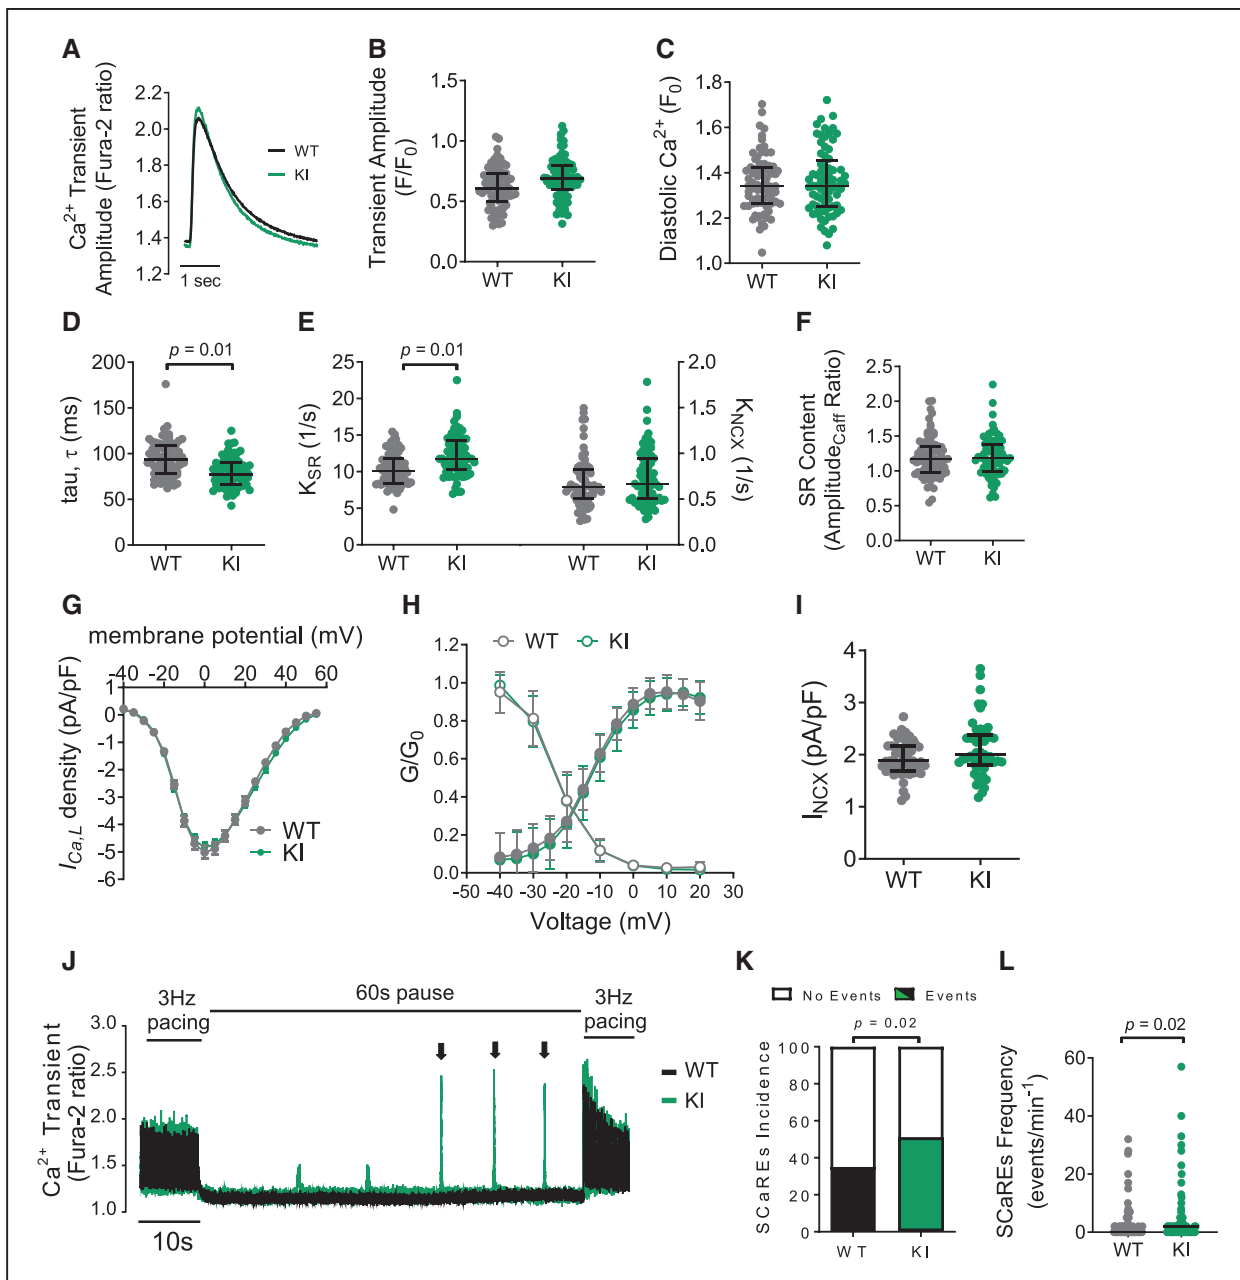 A
Ca2+ Transient
Amplitude (Fura-2 ratio)
2.2
2.0
1.8
1.6
1.4
1.2
WT
KI
1 sec
B
Transient Amplitude
(F/F0)
1.5
1.0
0.5
0.0
WT
KI
C
Diastolic Ca2+ (F0)
1.8
1.6
1.4
1.2
1.0
WT
KI
D
p = 0.01
tau, τ (ms)
200
150
100
50
0
WT
KI
E
p = 0.01
KSR (1/s)
25
20
15
10
5
0
WT
KI
WT
KI
2.0
1.5
1.0
0.5
0.0
KNCX (1/s)
F
SR Content
(AmplitudeCaff Ratio)
2.5
2.0
1.5
1.0
0.5
0.0
WT
KI
G
membrane potential (mV)
-40 -20 0 20 40 60
ICa,L density (pA/pF)
1
0
-1
-2
-3
-4
-5
-6
WT
KI
H
WT
KI
G/G0
1.2
1.0
0.8
0.6
0.4
0.2
0.0
-50 -40 -30 -20 -10 0 10 20 30
Voltage (mV)
I
INCX (pA/pF)
4
3
2
1
0
WT
KI
J
3Hz
pacing
60s pause
3Hz
pacing
Ca2+ Transient
(Fura-2 ratio)
3.0
2.5
2.0
1.5
1.0
WT
KI
10s
K
No Events
Events
p = 0.02
SCaREs Incidence
100
80
60
40
20
0
WT
KI
L
p = 0.02
SCaREs Frequency
(events/min-1)
60
40
20
0
WT
KI